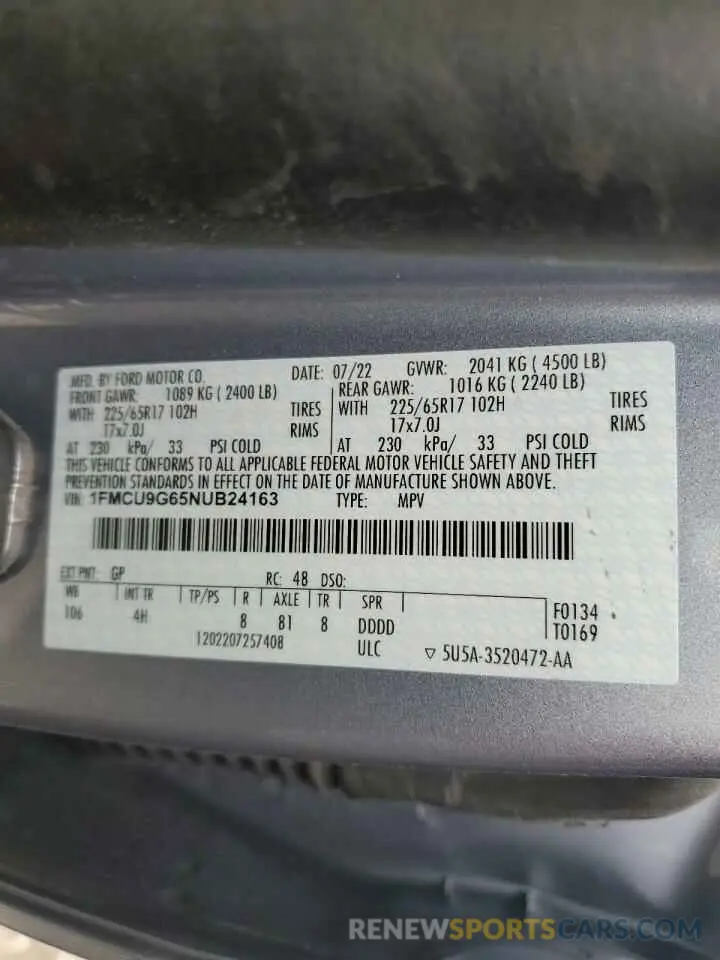 MFD. BY FORD MOTOR CO. DATE: 07/22 GVWR: 2041 KG ( 4500 LB)
FRONT GAWR: 1089 KG ( 2400 LB) REAR GAWR: 1016 KG ( 2240 LB)
WITH 225/65R17 102H TIRES WITH 225/65R17 102H TIRES
17x7.0J RIMS 17x7.0J RIMS
AT 230 kPa/ 33 PSI COLD AT 230 kPa/ 33 PSI COLD
THIS VEHICLE CONFORMS TO ALL APPLICABLE FEDERAL MOTOR VEHICLE SAFETY AND THEFT
PREVENTION STANDARDS IN EFFECT ON THE DATE OF MANUFACTURE SHOWN ABOVE.
VIN: 1FMCU9G65NUB24163 TYPE: MPV
EXT PNT: GP RC: 48 DSO:
WB INT TR TP/PS R AXLE TR SPR F0134
106 4H 8 81 8 DDDD T0169
1202207257408 ULC ▽ 5U5A-3520472-AA
RENEWSPORTSCARS.COM